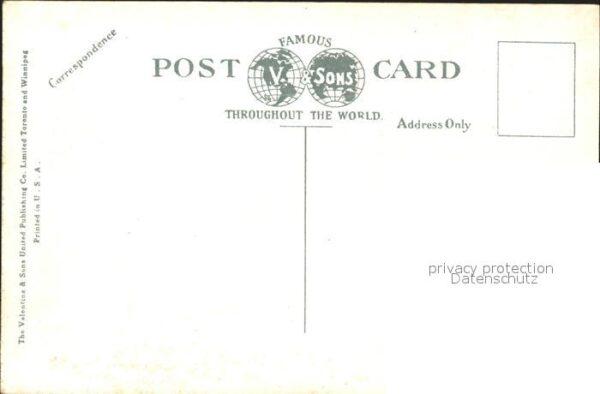 FAMOUS
POST V. & SONS CARD
THROUGHOUT THE WORLD.
Correspondence
Address Only
The Valentine & Sons United Publishing Co. Limited Toronto and Winnipeg
Printed in U.S.A.
privacy protection
Datenschutz